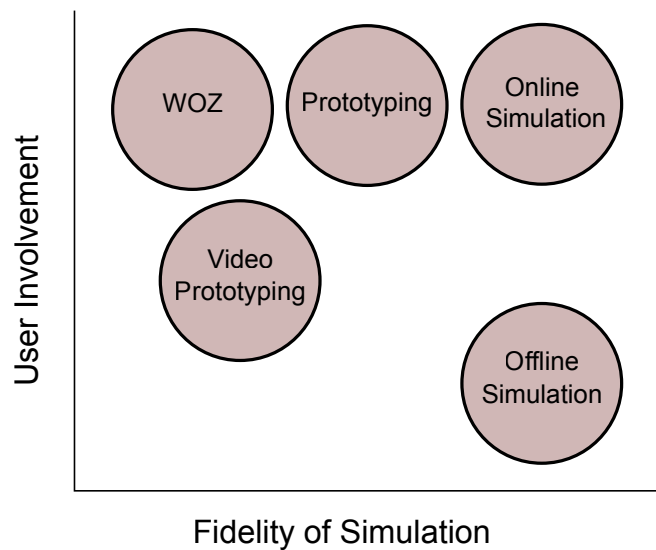 WOZ
Prototyping
Online
Simulation
Video
Prototyping
Offline
Simulation
User Involvement
Fidelity of Simulation